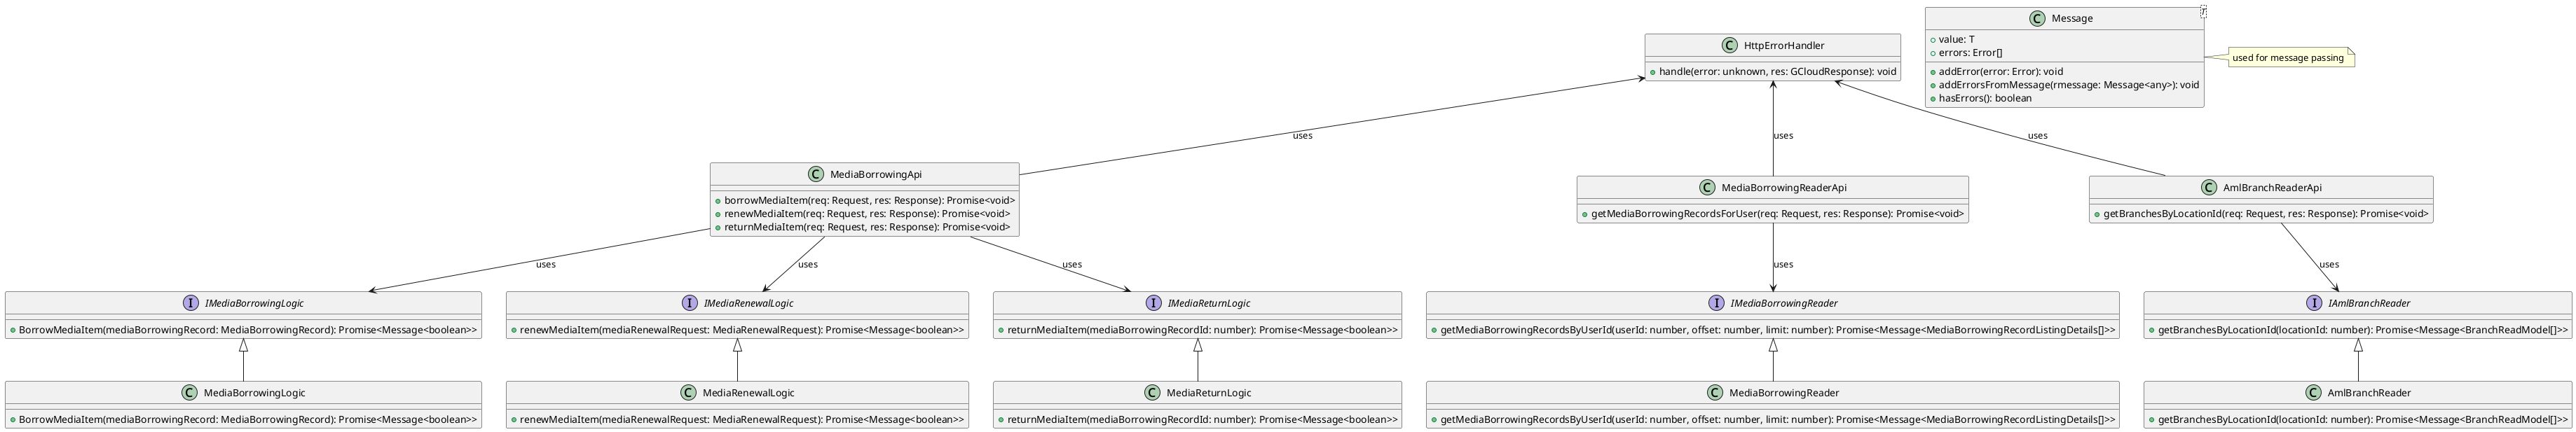 Message
T
+ value: T
+ errors: Error[]
+ addError(error: Error): void
+ addErrorsFromMessage(rmessage: Message<any>): void
+ hasErrors(): boolean
used for message passing
HttpErrorHandler
handle(error: unknown, res: GCloudResponse): void
uses
uses
uses
MediaBorrowingApi
borrowMediaItem(req: Request, res: Response): Promise<void>
renewMediaItem(req: Request, res: Response): Promise<void>
returnMediaItem(req: Request, res: Response): Promise<void>
MediaBorrowingReaderApi
getMediaBorrowingRecordsForUser(req: Request, res: Response): Promise<void>
AmlBranchReaderApi
getBranchesByLocationId(req: Request, res: Response): Promise<void>
uses
uses
uses
uses
uses
IMediaBorrowingLogic
BorrowMediaItem(mediaBorrowingRecord: MediaBorrowingRecord): Promise<Message<boolean>>
IMediaRenewalLogic
renewMediaItem(mediaRenewalRequest: MediaRenewalRequest): Promise<Message<boolean>>
IMediaReturnLogic
returnMediaItem(mediaBorrowingRecordId: number): Promise<Message<boolean>>
IMediaBorrowingReader
getMediaBorrowingRecordsByUserId(userId: number, offset: number, limit: number): Promise<Message<MediaBorrowingRecordListingDetails[]>>
IAmlBranchReader
getBranchesByLocationId(locationId: number): Promise<Message<BranchReadModel[]>>
MediaBorrowingLogic
BorrowMediaItem(mediaBorrowingRecord: MediaBorrowingRecord): Promise<Message<boolean>>
MediaRenewalLogic
renewMediaItem(mediaRenewalRequest: MediaRenewalRequest): Promise<Message<boolean>>
MediaReturnLogic
returnMediaItem(mediaBorrowingRecordId: number): Promise<Message<boolean>>
MediaBorrowingReader
getMediaBorrowingRecordsByUserId(userId: number, offset: number, limit: number): Promise<Message<MediaBorrowingRecordListingDetails[]>>
AmlBranchReader
getBranchesByLocationId(locationId: number): Promise<Message<BranchReadModel[]>>